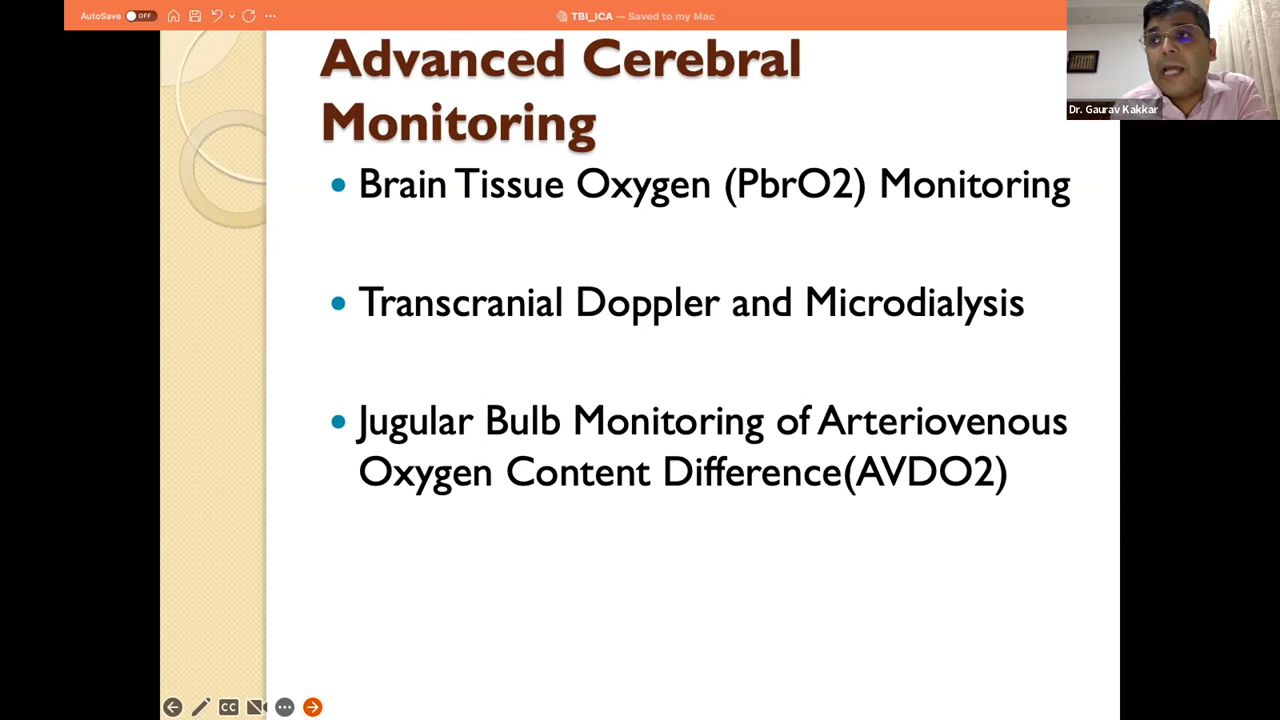 AutoSave OFF
TBI_ICA — Saved to my Mac
Advanced Cerebral
Monitoring
• Brain Tissue Oxygen (PbrO2) Monitoring
• Transcranial Doppler and Microdialysis
• Jugular Bulb Monitoring of Arteriovenous
Oxygen Content Difference(AVDO2)
Dr. Gaurav Kakkar
CC